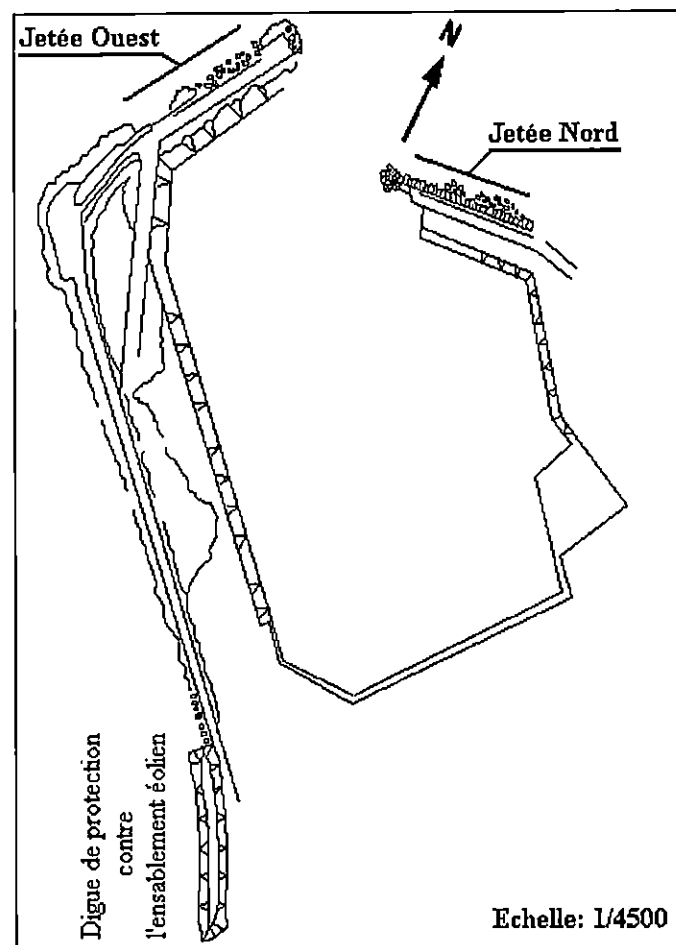 Jetée Ouest
N
Jetée Nord
Digue de protection
contre
l'ensablement éolien
Echelle: 1/4500